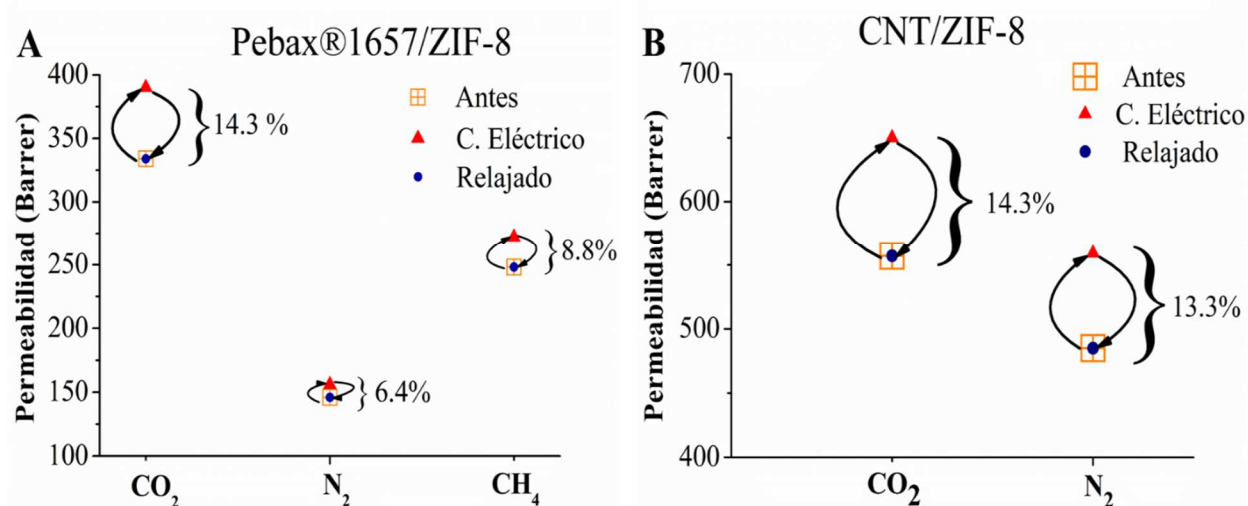 A
Pebax®1657/ZIF-8
Permeabilidad (Barrer)
400
350
300
250
200
150
100
Antes
C. Eléctrico
Relajado
14.3 %
6.4%
8.8%
CO₂
N₂
CH₄
B
CNT/ZIF-8
Permeabilidad (Barrer)
700
600
500
400
Antes
C. Eléctrico
Relajado
14.3%
13.3%
CO₂
N₂